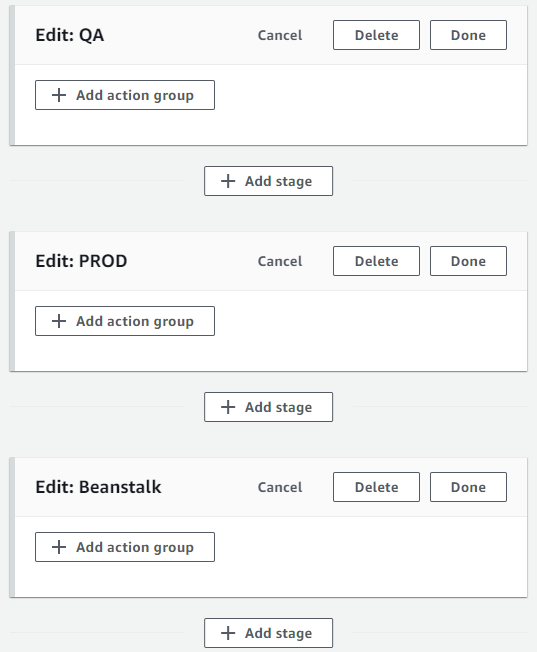 Edit: QA Cancel Delete Done
+ Add action group
+ Add stage
Edit: PROD Cancel Delete Done
+ Add action group
+ Add stage
Edit: Beanstalk Cancel Delete Done
+ Add action group
+ Add stage